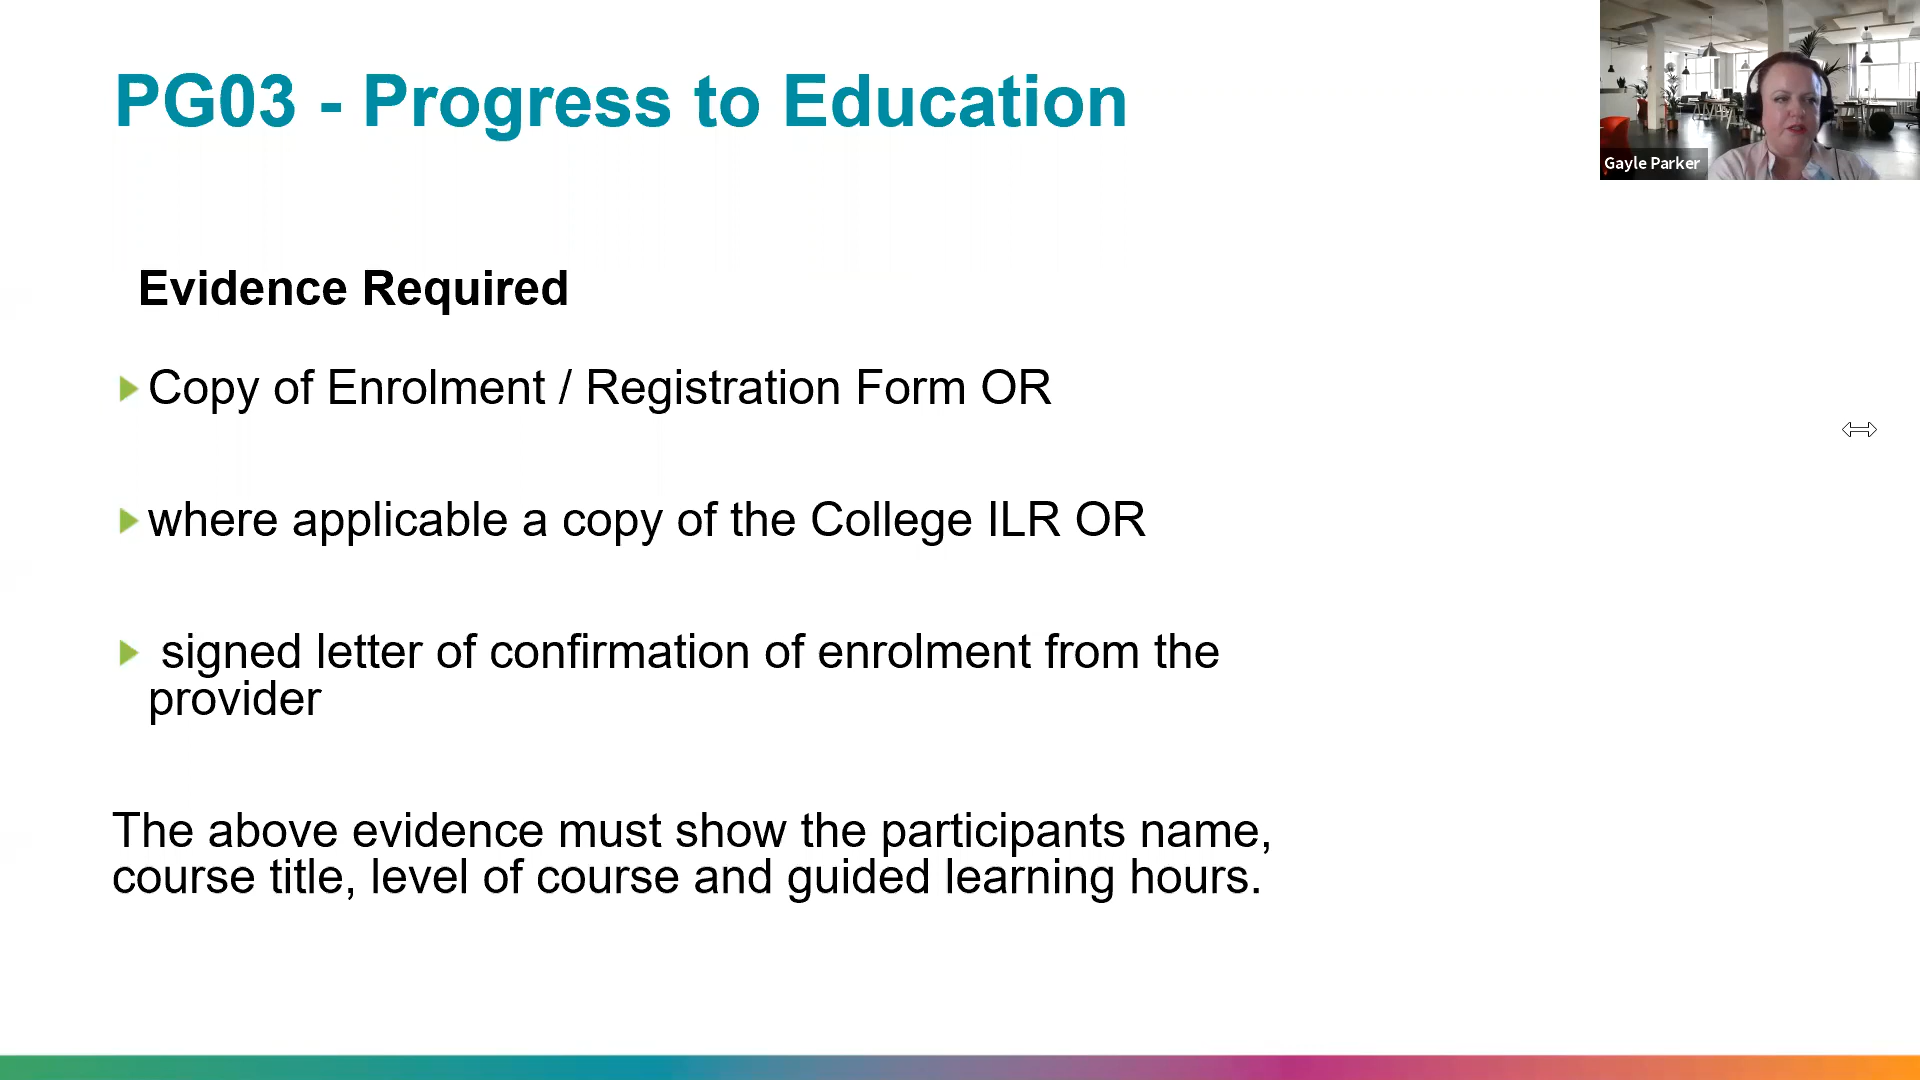 PG03 - Progress to Education
Gayle Parker
Evidence Required
Copy of Enrolment / Registration Form OR
where applicable a copy of the College ILR OR
signed letter of confirmation of enrolment from the
provider
The above evidence must show the participants name,
course title, level of course and guided learning hours.